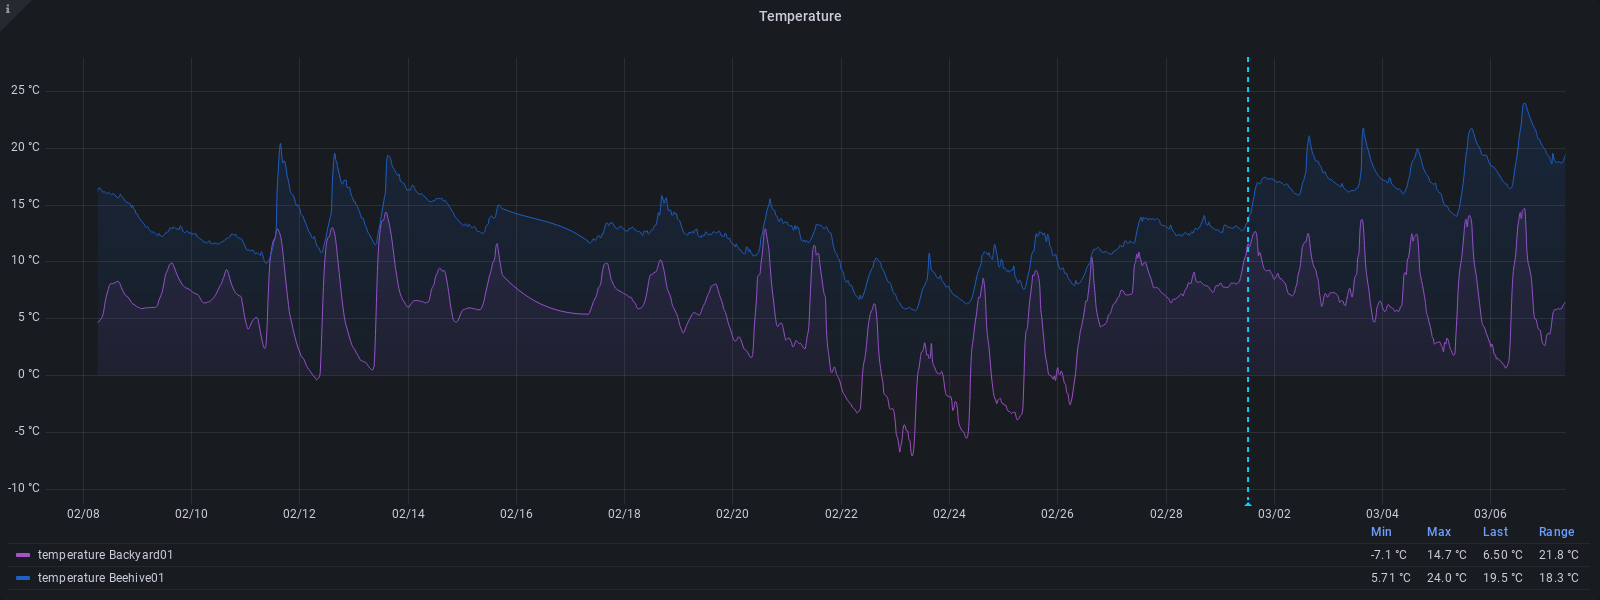 i
Temperature
25 °C
20 °C
15 °C
10 °C
5 °C
0 °C
-5 °C
-10 °C
02/08 02/10 02/12 02/14 02/16 02/18 02/20 02/22 02/24 02/26 02/28 03/02 03/04 03/06
Min Max Last Range
temperature Backyard01 -7.1 °C 14.7 °C 6.50 °C 21.8 °C
temperature Beehive01 5.71 °C 24.0 °C 19.5 °C 18.3 °C